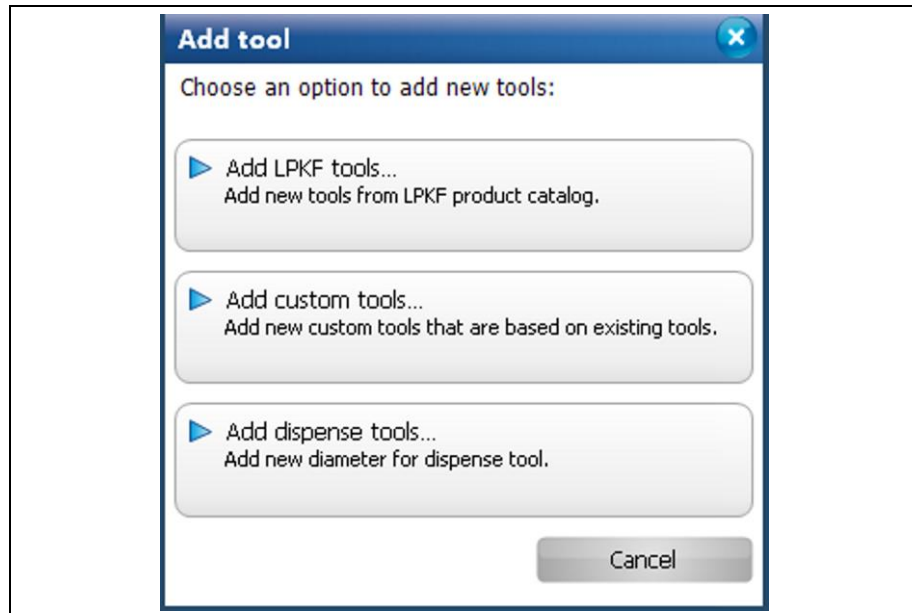 Add tool
Choose an option to add new tools:
Add LPKF tools...
Add new tools from LPKF product catalog.
Add custom tools...
Add new custom tools that are based on existing tools.
Add dispense tools...
Add new diameter for dispense tool.
Cancel